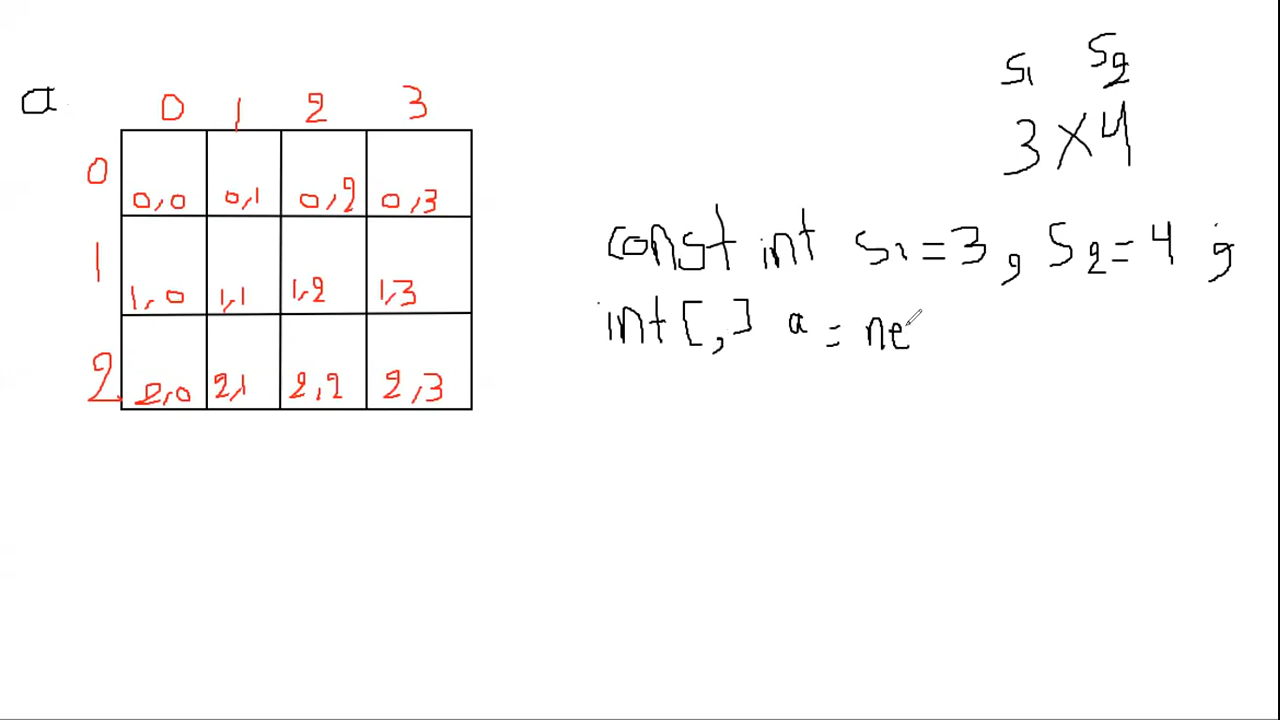 a
0 1 2 3
0 0,0 0,1 0,2 0,3
1 1,0 1,1 1,2 1,3
2 2,0 2,1 2,2 2,3
S1 S2
3 X 4
const int S1 = 3 , S2 = 4 ;
int [,] a = ne